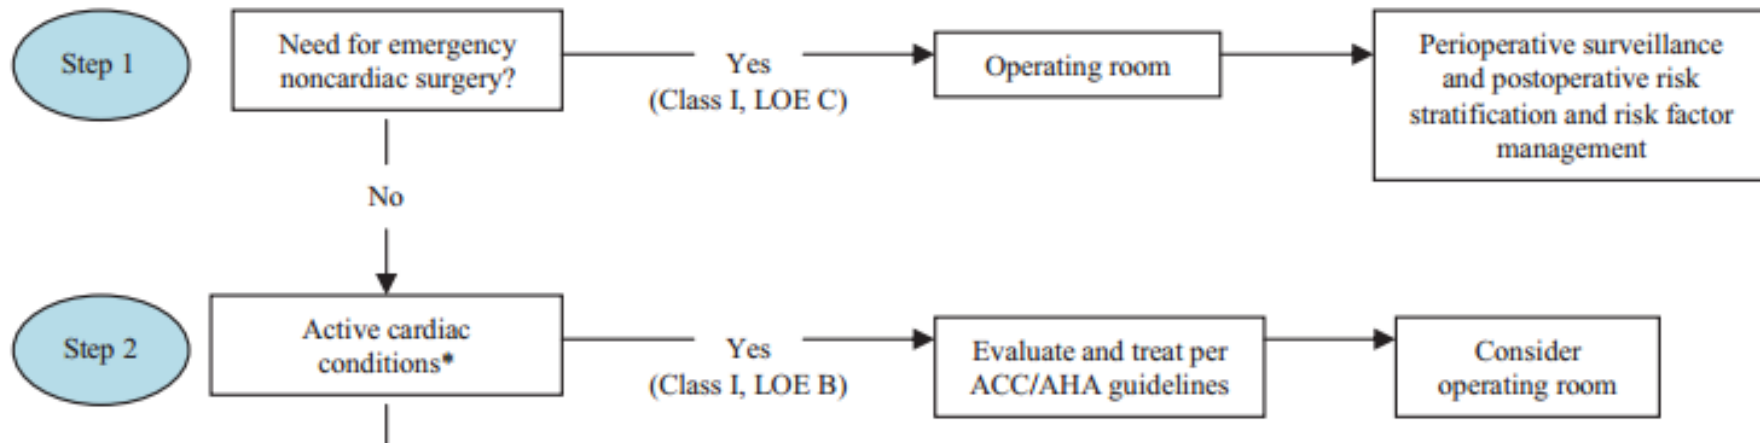 Step 1
Need for emergency
noncardiac surgery?
Yes
(Class I, LOE C)
Operating room
Perioperative surveillance
and postoperative risk
stratification and risk factor
management
No
Step 2
Active cardiac
conditions*
Yes
(Class I, LOE B)
Evaluate and treat per
ACC/AHA guidelines
Consider
operating room